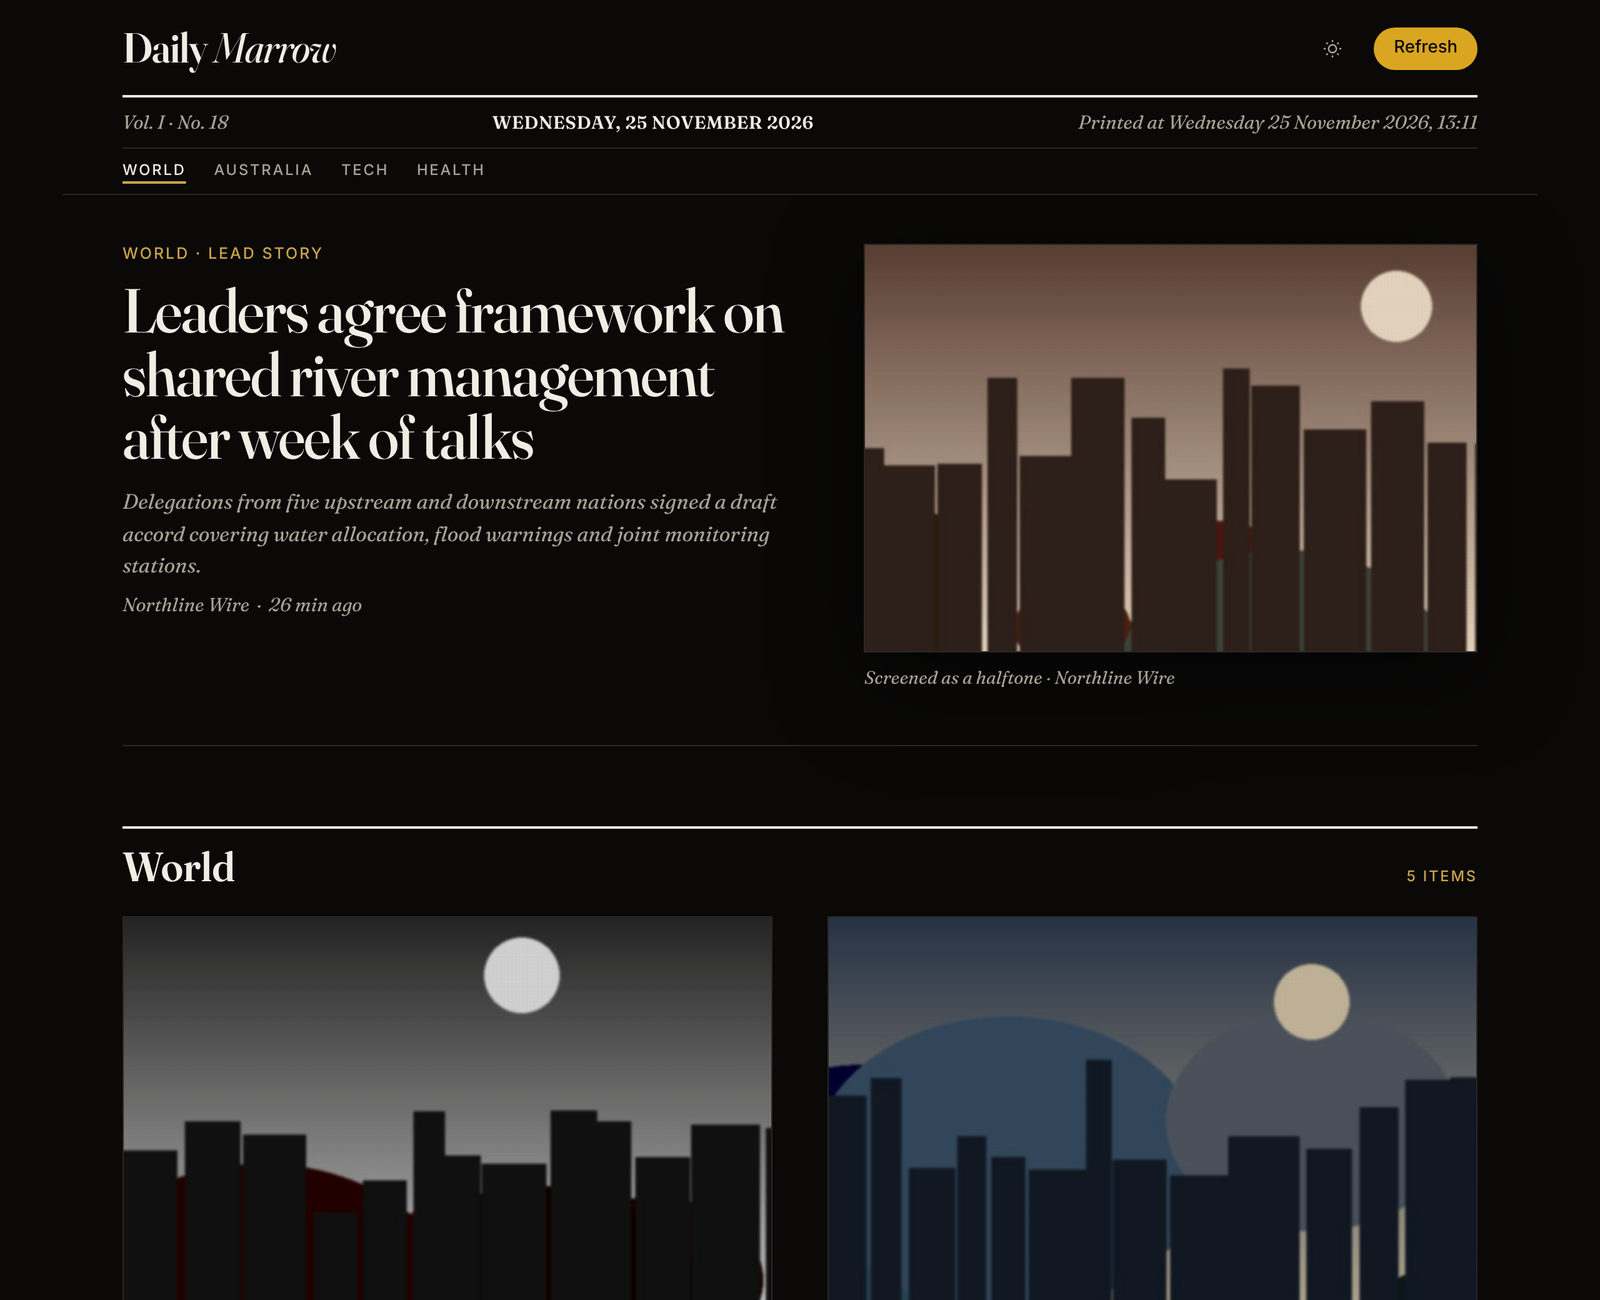 Daily Marrow
Refresh
Vol. I · No. 18
WEDNESDAY, 25 NOVEMBER 2026
Printed at Wednesday 25 November 2026, 13:11
WORLD AUSTRALIA TECH HEALTH
WORLD · LEAD STORY
Leaders agree framework on
shared river management
after week of talks
Delegations from five upstream and downstream nations signed a draft
accord covering water allocation, flood warnings and joint monitoring
stations.
Northline Wire · 26 min ago
Screened as a halftone · Northline Wire
World
5 ITEMS